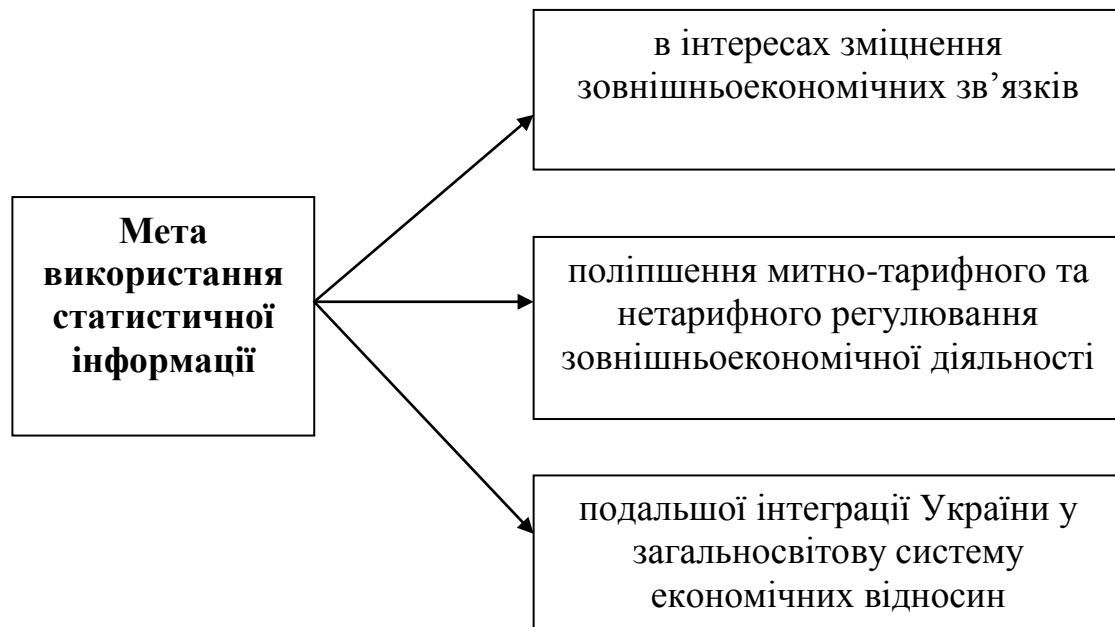 в інтересах зміцнення
зовнішньоекономічних зв’язків
Мета
використання
статистичної
інформації
поліпшення митно-тарифного та
нетарифного регулювання
зовнішньоекономічної діяльності
подальшої інтеграції України у
загальносвітову систему
економічних відносин